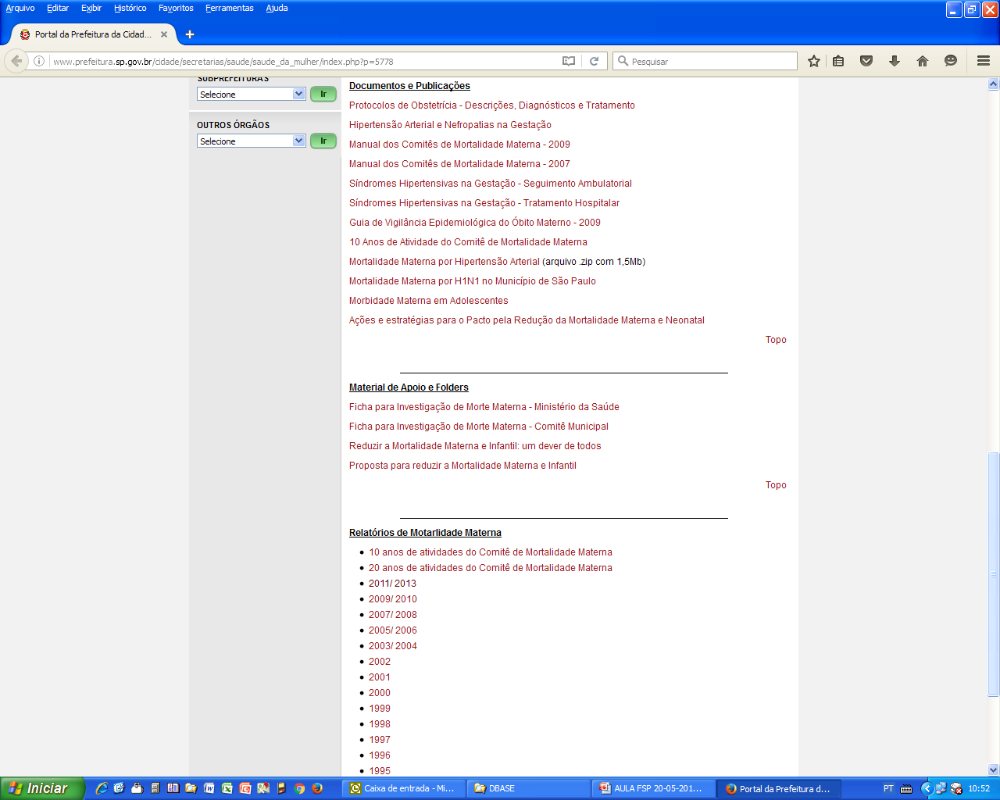 Arquivo Editar Exibir Histórico Favoritos Ferramentas Ajuda
Portal da Prefeitura da Cidad...
www.prefeitura.sp.gov.br/cidade/secretarias/saude/saude_da_mulher/index.php?p=5778
Pesquisar
SUBPREFEITURAS
Selecione Ir
OUTROS ÓRGÃOS
Selecione Ir
Documentos e Publicações
Protocolos de Obstetrícia - Descrições, Diagnósticos e Tratamento
Hipertensão Arterial e Nefropatias na Gestação
Manual dos Comitês de Mortalidade Materna - 2009
Manual dos Comitês de Mortalidade Materna - 2007
Síndromes Hipertensivas na Gestação - Seguimento Ambulatorial
Síndromes Hipertensivas na Gestação - Tratamento Hospitalar
Guia de Vigilância Epidemiológica do Óbito Materno - 2009
10 Anos de Atividade do Comitê de Mortalidade Materna
Mortalidade Materna por Hipertensão Arterial (arquivo .zip com 1,5Mb)
Mortalidade Materna por H1N1 no Município de São Paulo
Morbidade Materna em Adolescentes
Ações e estratégias para o Pacto pela Redução da Mortalidade Materna e Neonatal
Topo
Material de Apoio e Folders
Ficha para Investigação de Morte Materna - Ministério da Saúde
Ficha para Investigação de Morte Materna - Comitê Municipal
Reduzir a Mortalidade Materna e Infantil: um dever de todos
Proposta para reduzir a Mortalidade Materna e Infantil
Topo
Relatórios de Motarlidade Materna
10 anos de atividades do Comitê de Mortalidade Materna
20 anos de atividades do Comitê de Mortalidade Materna
2011/ 2013
2009/ 2010
2007/ 2008
2005/ 2006
2003/ 2004
2002
2001
2000
1999
1998
1997
1996
1995
Iniciar Caixa de entrada - Mi... DBASE AULA FSP 20-05-201... Portal da Prefeitura d... PT 10:52